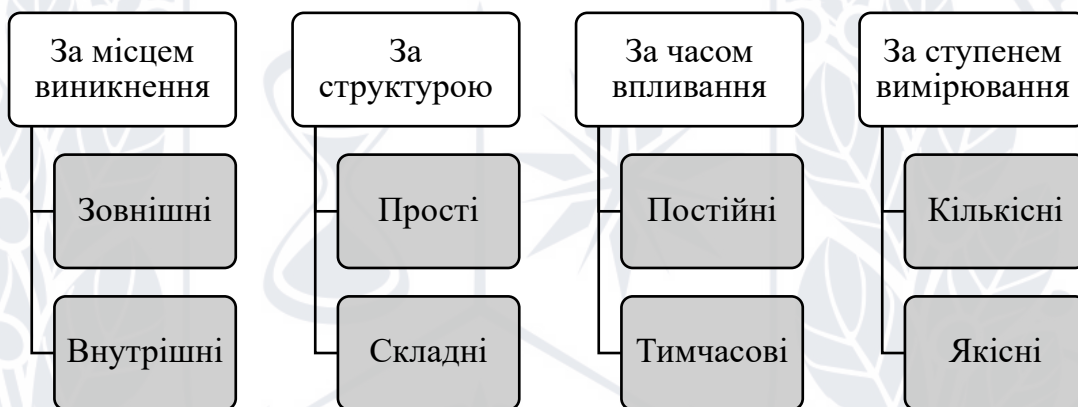 За місцем
виникнення
Зовнішні
Внутрішні
За
структурою
Прості
Складні
За часом
впливання
Постійні
Тимчасові
За ступенем
вимірювання
Кількісні
Якісні